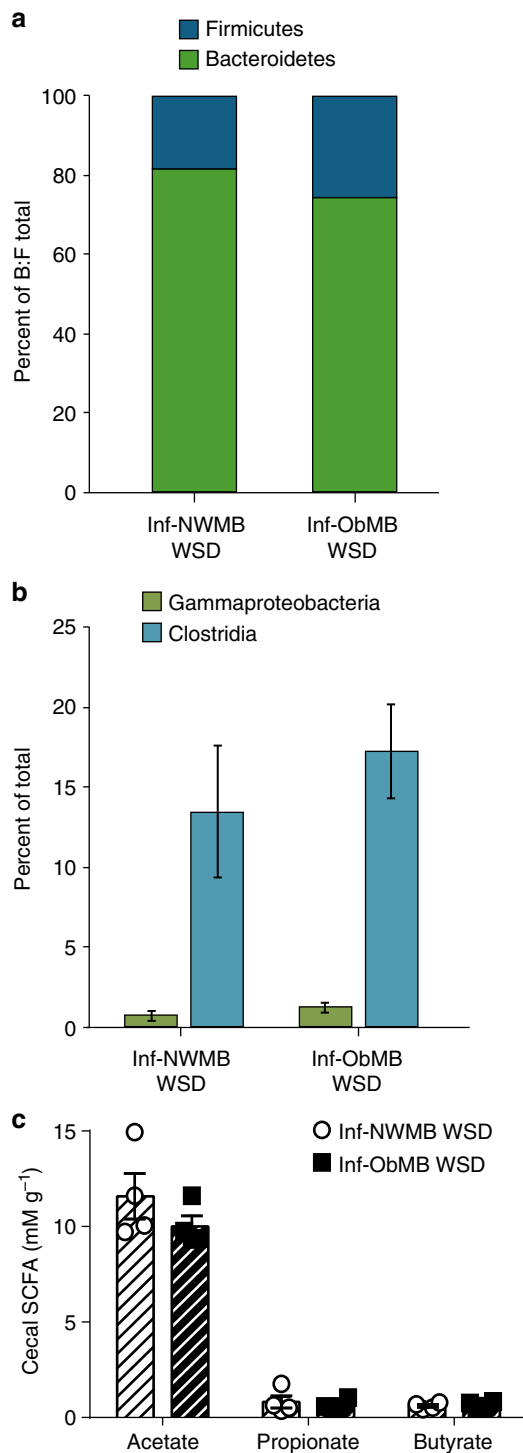 a
Firmicutes
Bacteroidetes
Percent of B:F total
100
80
60
40
20
0
Inf-NWMB
WSD
Inf-ObMB
WSD
b
Gammaproteobacteria
Clostridia
Percent of total
25
20
15
10
5
0
Inf-NWMB
WSD
Inf-ObMB
WSD
c
Inf-NWMB WSD
Inf-ObMB WSD
Cecal SCFA (mM g⁻¹)
15
10
5
0
Acetate
Propionate
Butyrate